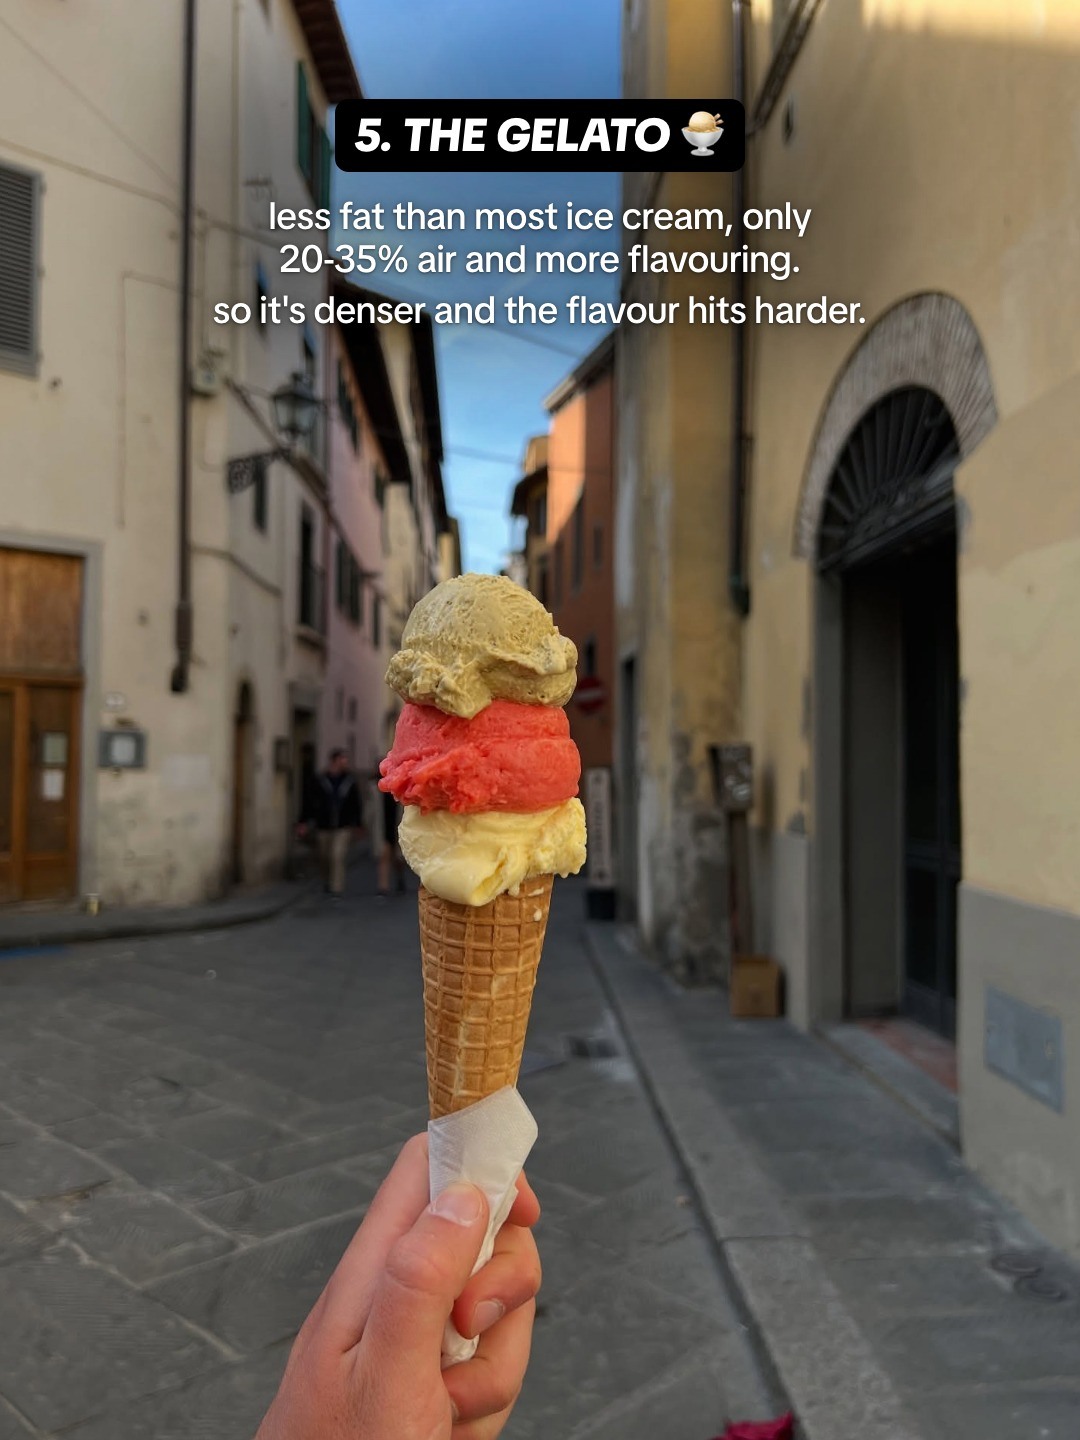 5. THE GELATO 🍨
less fat than most ice cream, only
20-35% air and more flavouring.
so it's denser and the flavour hits harder.